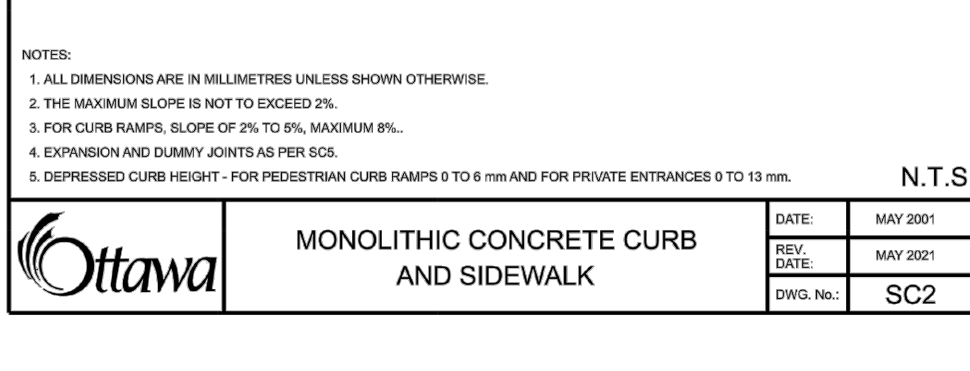 NOTES:
1. ALL DIMENSIONS ARE IN MILLIMETRES UNLESS SHOWN OTHERWISE.
2. THE MAXIMUM SLOPE IS NOT TO EXCEED 2%.
3. FOR CURB RAMPS, SLOPE OF 2% TO 5%, MAXIMUM 8%..
4. EXPANSION AND DUMMY JOINTS AS PER SC5.
5. DEPRESSED CURB HEIGHT - FOR PEDESTRIAN CURB RAMPS 0 TO 6 mm AND FOR PRIVATE ENTRANCES 0 TO 13 mm.
N.T.S
Ottawa
MONOLITHIC CONCRETE CURB
AND SIDEWALK
DATE: MAY 2001
REV.
DATE: MAY 2021
DWG. No.: SC2